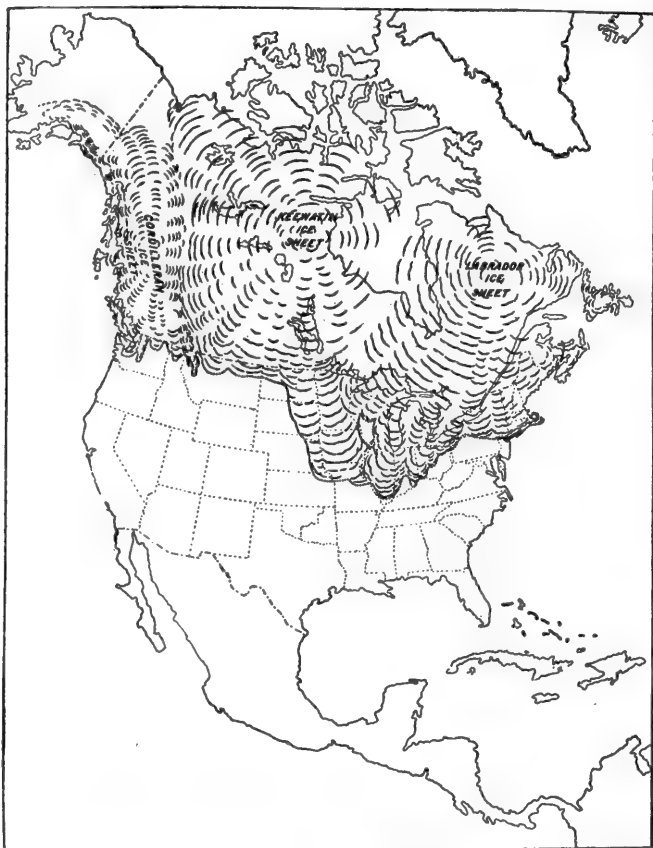 CORDILLERAN
ICE
SHEET
KEEWATIN
ICE
SHEET
LABRADOR
ICE
SHEET